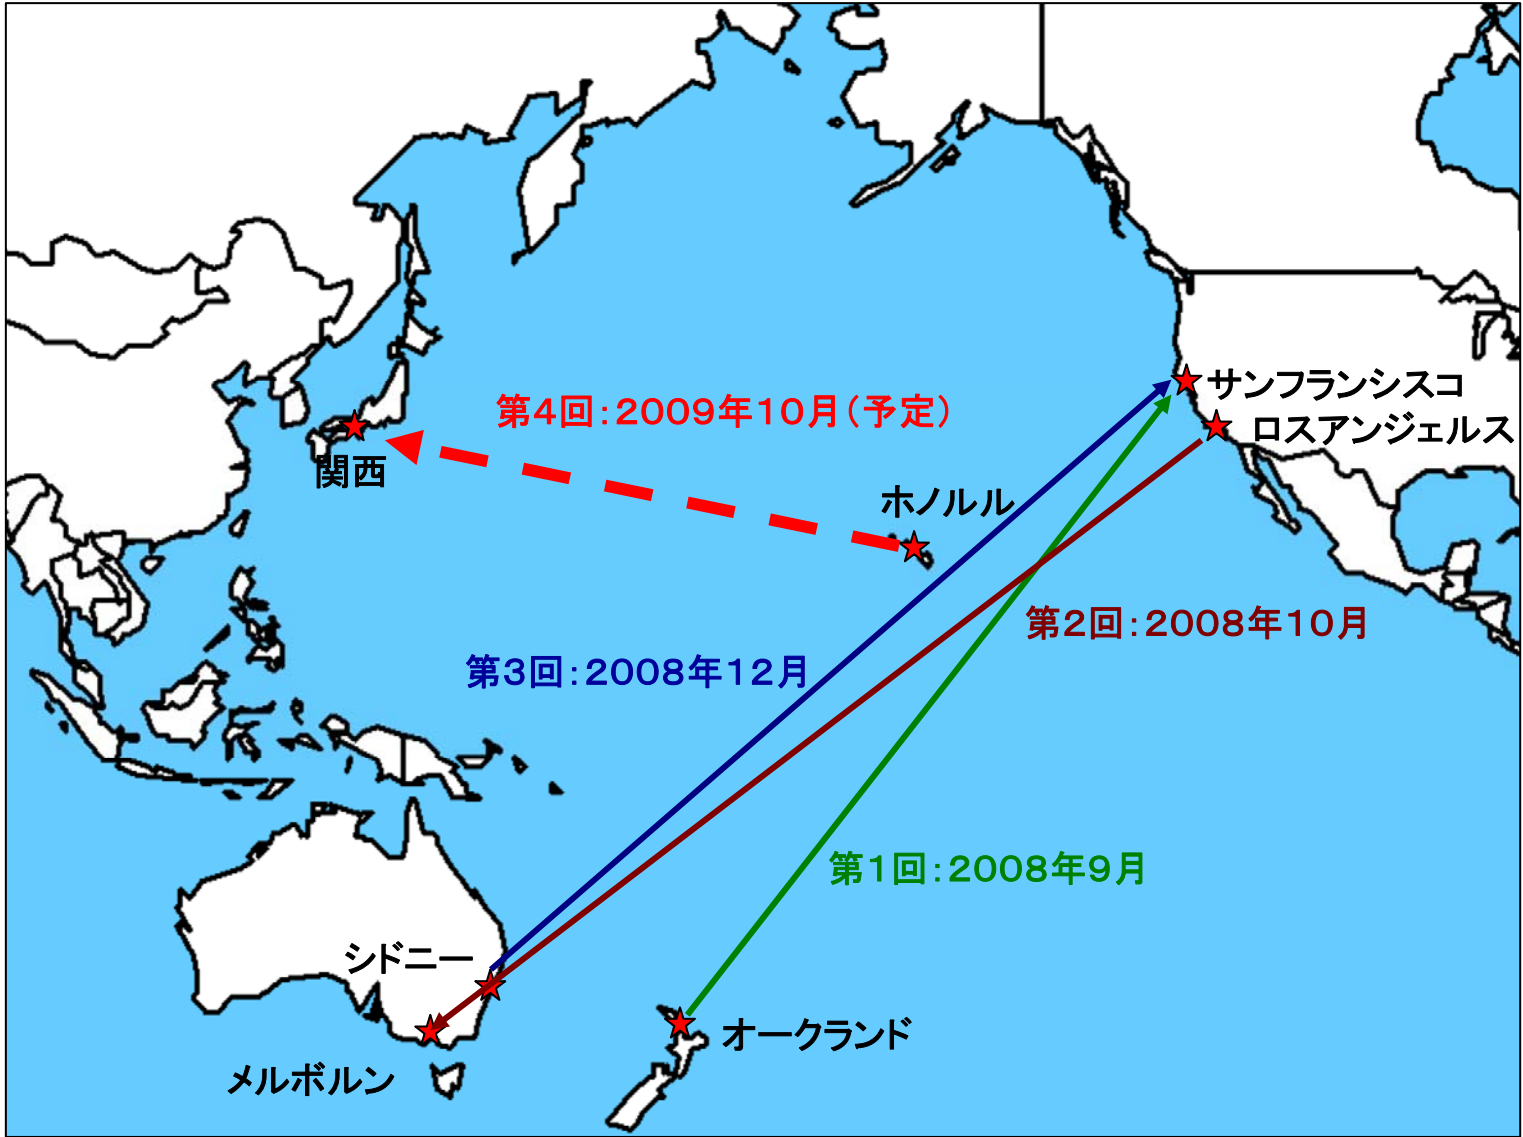 サンフランシスコ
第4回：2009年10月（予定）
ロスアンジェルス
関西
ホノルル
第2回：2008年10月
第3回：2008年12月
第1回：2008年9月
シドニー
オークランド
メルボルン